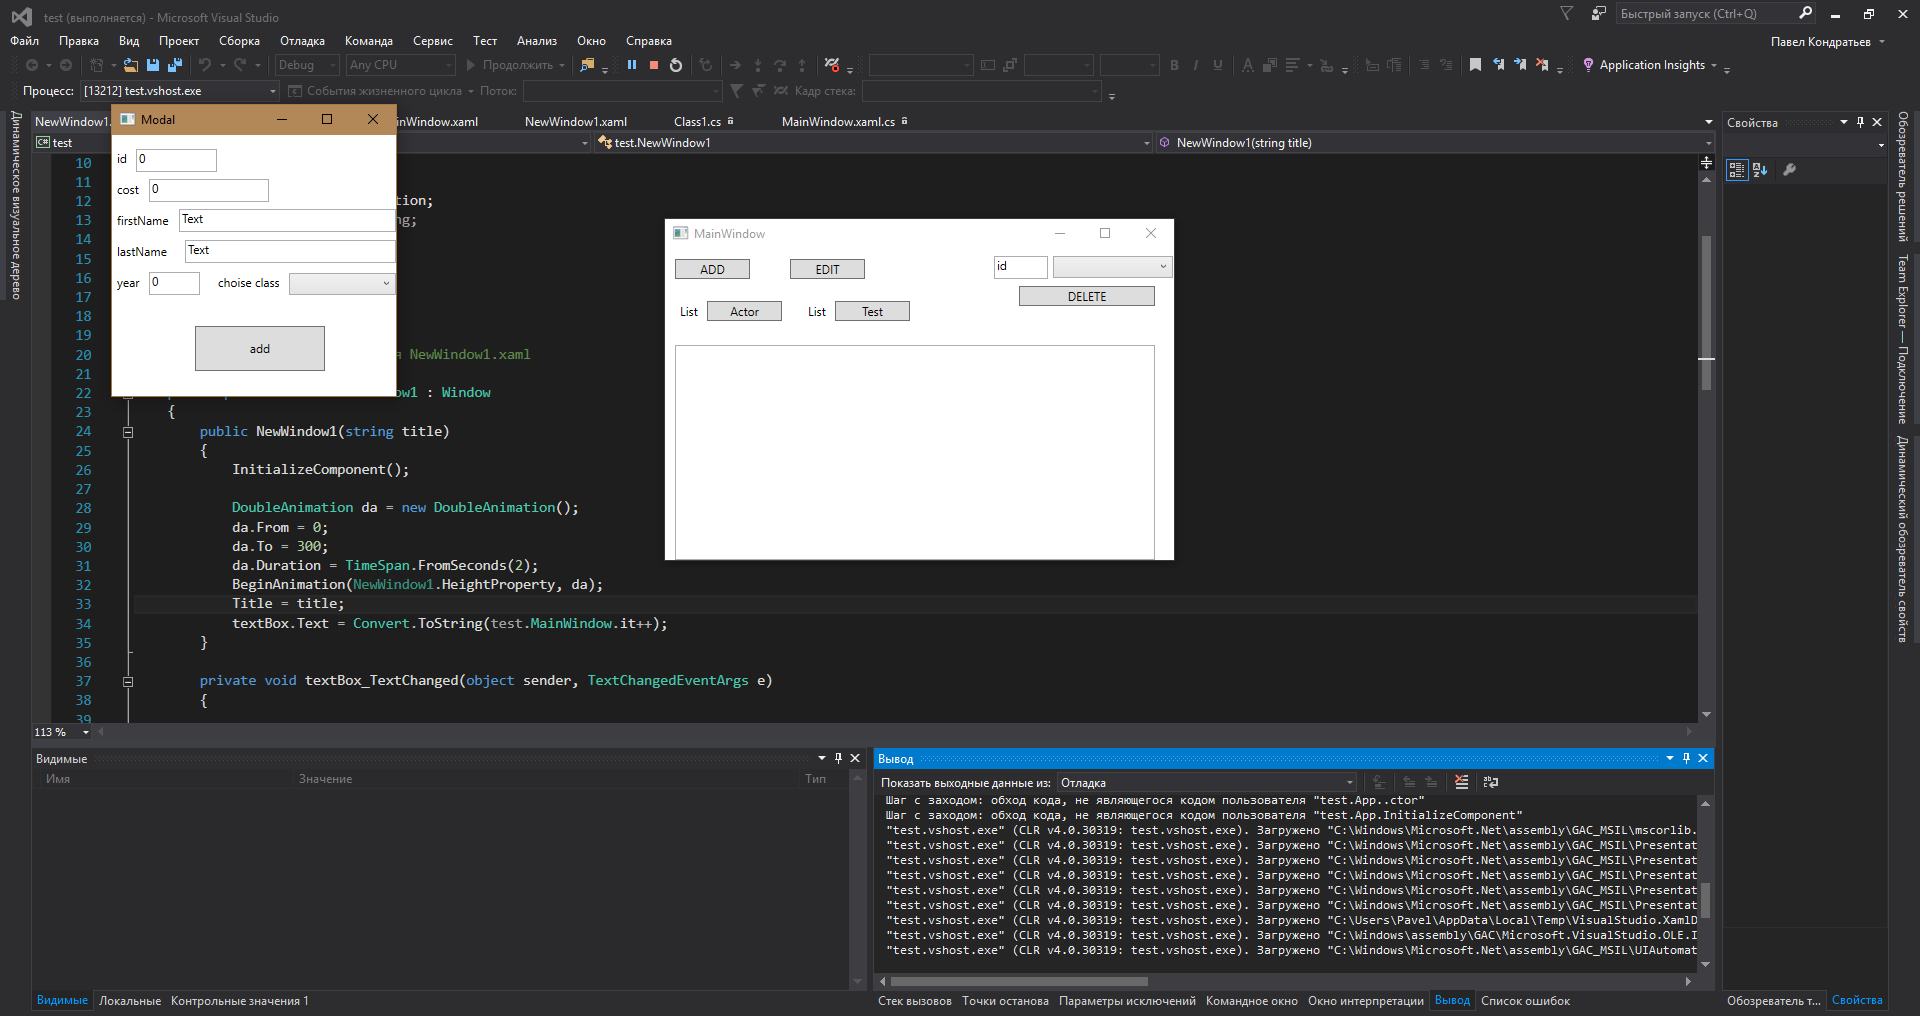 test (выполняется) - Microsoft Visual Studio
Быстрый запуск (Ctrl+Q)
Файл Правка Вид Проект Сборка Отладка Команда Сервис Тест Анализ Окно Справка
Павел Кондратьев
Debug Any CPU Продолжить
Application Insights
Процесс: [13212] test.vshost.exe События жизненного цикла Поток: Кадр стека:
Динамическое визуальное дерево
NewWindow1. inWindow.xaml NewWindow1.xaml Class1.cs MainWindow.xaml.cs
C# test test.NewWindow1 NewWindow1(string title)
Modal
id 0
cost 0
firstName Text
lastName Text
year 0 choise class
add
MainWindow
ADD EDIT id
DELETE
List Actor List Test
10
11
12 tion;
13 ng;
14
15
16
17
18
19
20 я NewWindow1.xaml
21
22 ow1 : Window
23 {
24 public NewWindow1(string title)
25 {
26 InitializeComponent();
27
28 DoubleAnimation da = new DoubleAnimation();
29 da.From = 0;
30 da.To = 300;
31 da.Duration = TimeSpan.FromSeconds(2);
32 BeginAnimation(NewWindow1.HeightProperty, da);
33 Title = title;
34 textBox.Text = Convert.ToString(test.MainWindow.it++);
35 }
36
37 private void textBox_TextChanged(object sender, TextChangedEventArgs e)
38 {
39
113 %
Видимые
Имя Значение Тип
Видимые Локальные Контрольные значения 1
Вывод
Показать выходные данные из: Отладка
Шаг с заходом: обход кода, не являющегося кодом пользователя "test.App..ctor"
Шаг с заходом: обход кода, не являющегося кодом пользователя "test.App.InitializeComponent"
"test.vshost.exe" (CLR v4.0.30319: test.vshost.exe). Загружено "C:\Windows\Microsoft.Net\assembly\GAC_MSIL\mscorlib.
"test.vshost.exe" (CLR v4.0.30319: test.vshost.exe). Загружено "C:\Windows\Microsoft.Net\assembly\GAC_MSIL\Presentat
"test.vshost.exe" (CLR v4.0.30319: test.vshost.exe). Загружено "C:\Windows\Microsoft.Net\assembly\GAC_MSIL\Presentat
"test.vshost.exe" (CLR v4.0.30319: test.vshost.exe). Загружено "C:\Windows\Microsoft.Net\assembly\GAC_MSIL\Presentat
"test.vshost.exe" (CLR v4.0.30319: test.vshost.exe). Загружено "C:\Windows\Microsoft.Net\assembly\GAC_MSIL\Presentat
"test.vshost.exe" (CLR v4.0.30319: test.vshost.exe). Загружено "C:\Windows\Microsoft.Net\assembly\GAC_MSIL\Presentat
"test.vshost.exe" (CLR v4.0.30319: test.vshost.exe). Загружено "C:\Users\Pavel\AppData\Local\Temp\VisualStudio.XamlD
"test.vshost.exe" (CLR v4.0.30319: test.vshost.exe). Загружено "C:\Windows\assembly\GAC\Microsoft.VisualStudio.OLE.I
"test.vshost.exe" (CLR v4.0.30319: test.vshost.exe). Загружено "C:\Windows\Microsoft.Net\assembly\GAC_MSIL\UIAutomat
Стек вызовов Точки останова Параметры исключений Командное окно Окно интерпретации Вывод Список ошибок
Свойства
Обозреватель т... Свойства
Обозреватель решений
Team Explorer — Подключение
Динамический обозреватель свойств